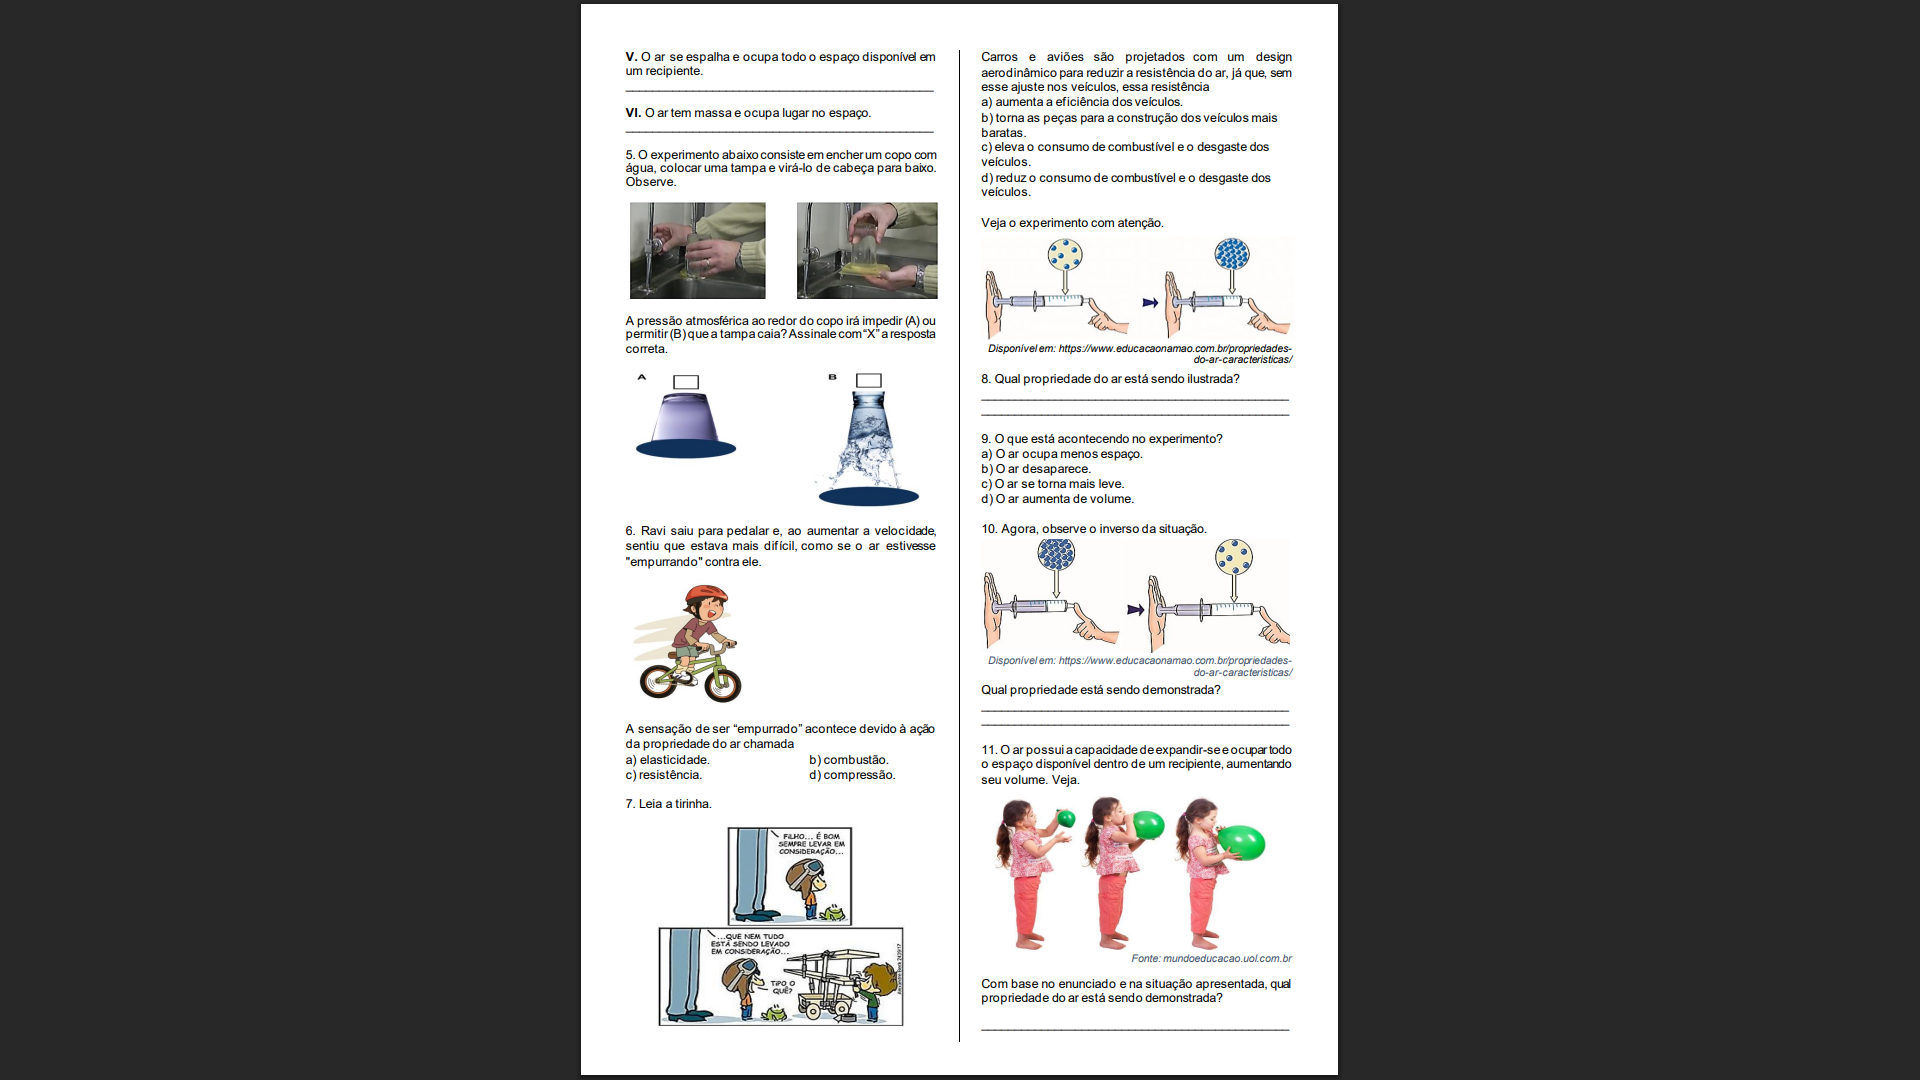 V. O ar se espalha e ocupa todo o espaço disponível em
um recipiente.
VI. O ar tem massa e ocupa lugar no espaço.
5. O experimento abaixo consiste em encher um copo com
água, colocar uma tampa e virá-lo de cabeça para baixo.
Observe.
A pressão atmosférica ao redor do copo irá impedir (A) ou
permitir (B) que a tampa caia? Assinale com “X” a resposta
correta.
A
B
6. Ravi saiu para pedalar e, ao aumentar a velocidade,
sentiu que estava mais difícil, como se o ar estivesse
"empurrando" contra ele.
A sensação de ser “empurrado” acontece devido à ação
da propriedade do ar chamada
a) elasticidade. b) combustão.
c) resistência. d) compressão.
7. Leia a tirinha.
FILHO... É BOM
SEMPRE LEVAR EM
CONSIDERAÇÃO...
...QUE NEM TUDO
ESTÁ SENDO LEVADO
EM CONSIDERAÇÃO...
TIPO O
QUÊ?
Carros e aviões são projetados com um design
aerodinâmico para reduzir a resistência do ar, já que, sem
esse ajuste nos veículos, essa resistência
a) aumenta a eficiência dos veículos.
b) torna as peças para a construção dos veículos mais
baratas.
c) eleva o consumo de combustível e o desgaste dos
veículos.
d) reduz o consumo de combustível e o desgaste dos
veículos.
Veja o experimento com atenção.
Disponível em: https://www.educacaonamao.com.br/propriedades-
do-ar-caracteristicas/
8. Qual propriedade do ar está sendo ilustrada?
9. O que está acontecendo no experimento?
a) O ar ocupa menos espaço.
b) O ar desaparece.
c) O ar se torna mais leve.
d) O ar aumenta de volume.
10. Agora, observe o inverso da situação.
Disponível em: https://www.educacaonamao.com.br/propriedades-
do-ar-caracteristicas/
Qual propriedade está sendo demonstrada?
11. O ar possui a capacidade de expandir-se e ocupar todo
o espaço disponível dentro de um recipiente, aumentando
seu volume. Veja.
Fonte: mundoeducacao.uol.com.br
Com base no enunciado e na situação apresentada, qual
propriedade do ar está sendo demonstrada?